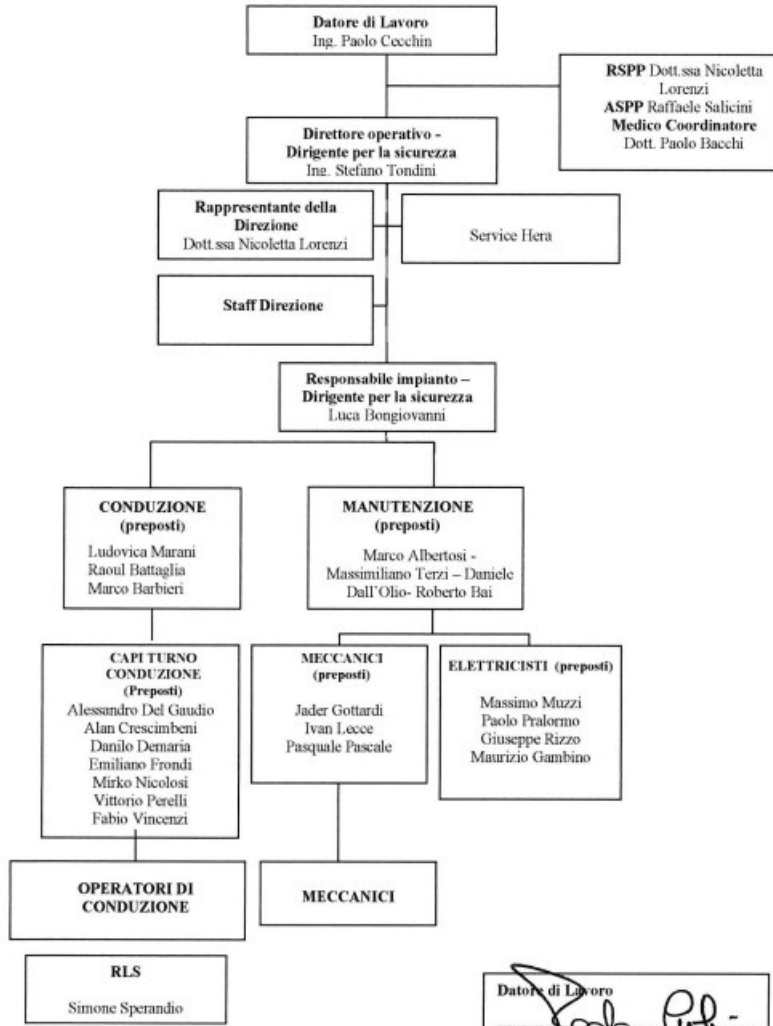 Datore di Lavoro
Ing. Paolo Cecchin
RSPP Dott.ssa Nicoletta
Lorenzi
ASPP Raffaele Salicini
Medico Coordinatore
Dott. Paolo Bacchi
Direttore operativo -
Dirigente per la sicurezza
Ing. Stefano Tondini
Rappresentante della
Direzione
Dott.ssa Nicoletta Lorenzi
Service Hera
Staff Direzione
Responsabile impianto –
Dirigente per la sicurezza
Luca Bongiovanni
CONDUZIONE
(preposti)
Ludovica Marani
Raoul Battaglia
Marco Barbieri
MANUTENZIONE
(preposti)
Marco Albertosi -
Massimiliano Terzi – Daniele
Dall'Olio- Roberto Bai
CAPI TURNO
CONDUZIONE
(Preposti)
Alessandro Del Gaudio
Alan Crescimbeni
Danilo Demaria
Emiliano Frondi
Mirko Nicolosi
Vittorio Perelli
Fabio Vincenzi
MECCANICI
(preposti)
Jader Gottardi
Ivan Lecce
Pasquale Pascale
ELETTRICISTI (preposti)
Massimo Muzzi
Paolo Pralormo
Giuseppe Rizzo
Maurizio Gambino
OPERATORI DI
CONDUZIONE
MECCANICI
RLS
Simone Sperandio
Datore di Lavoro